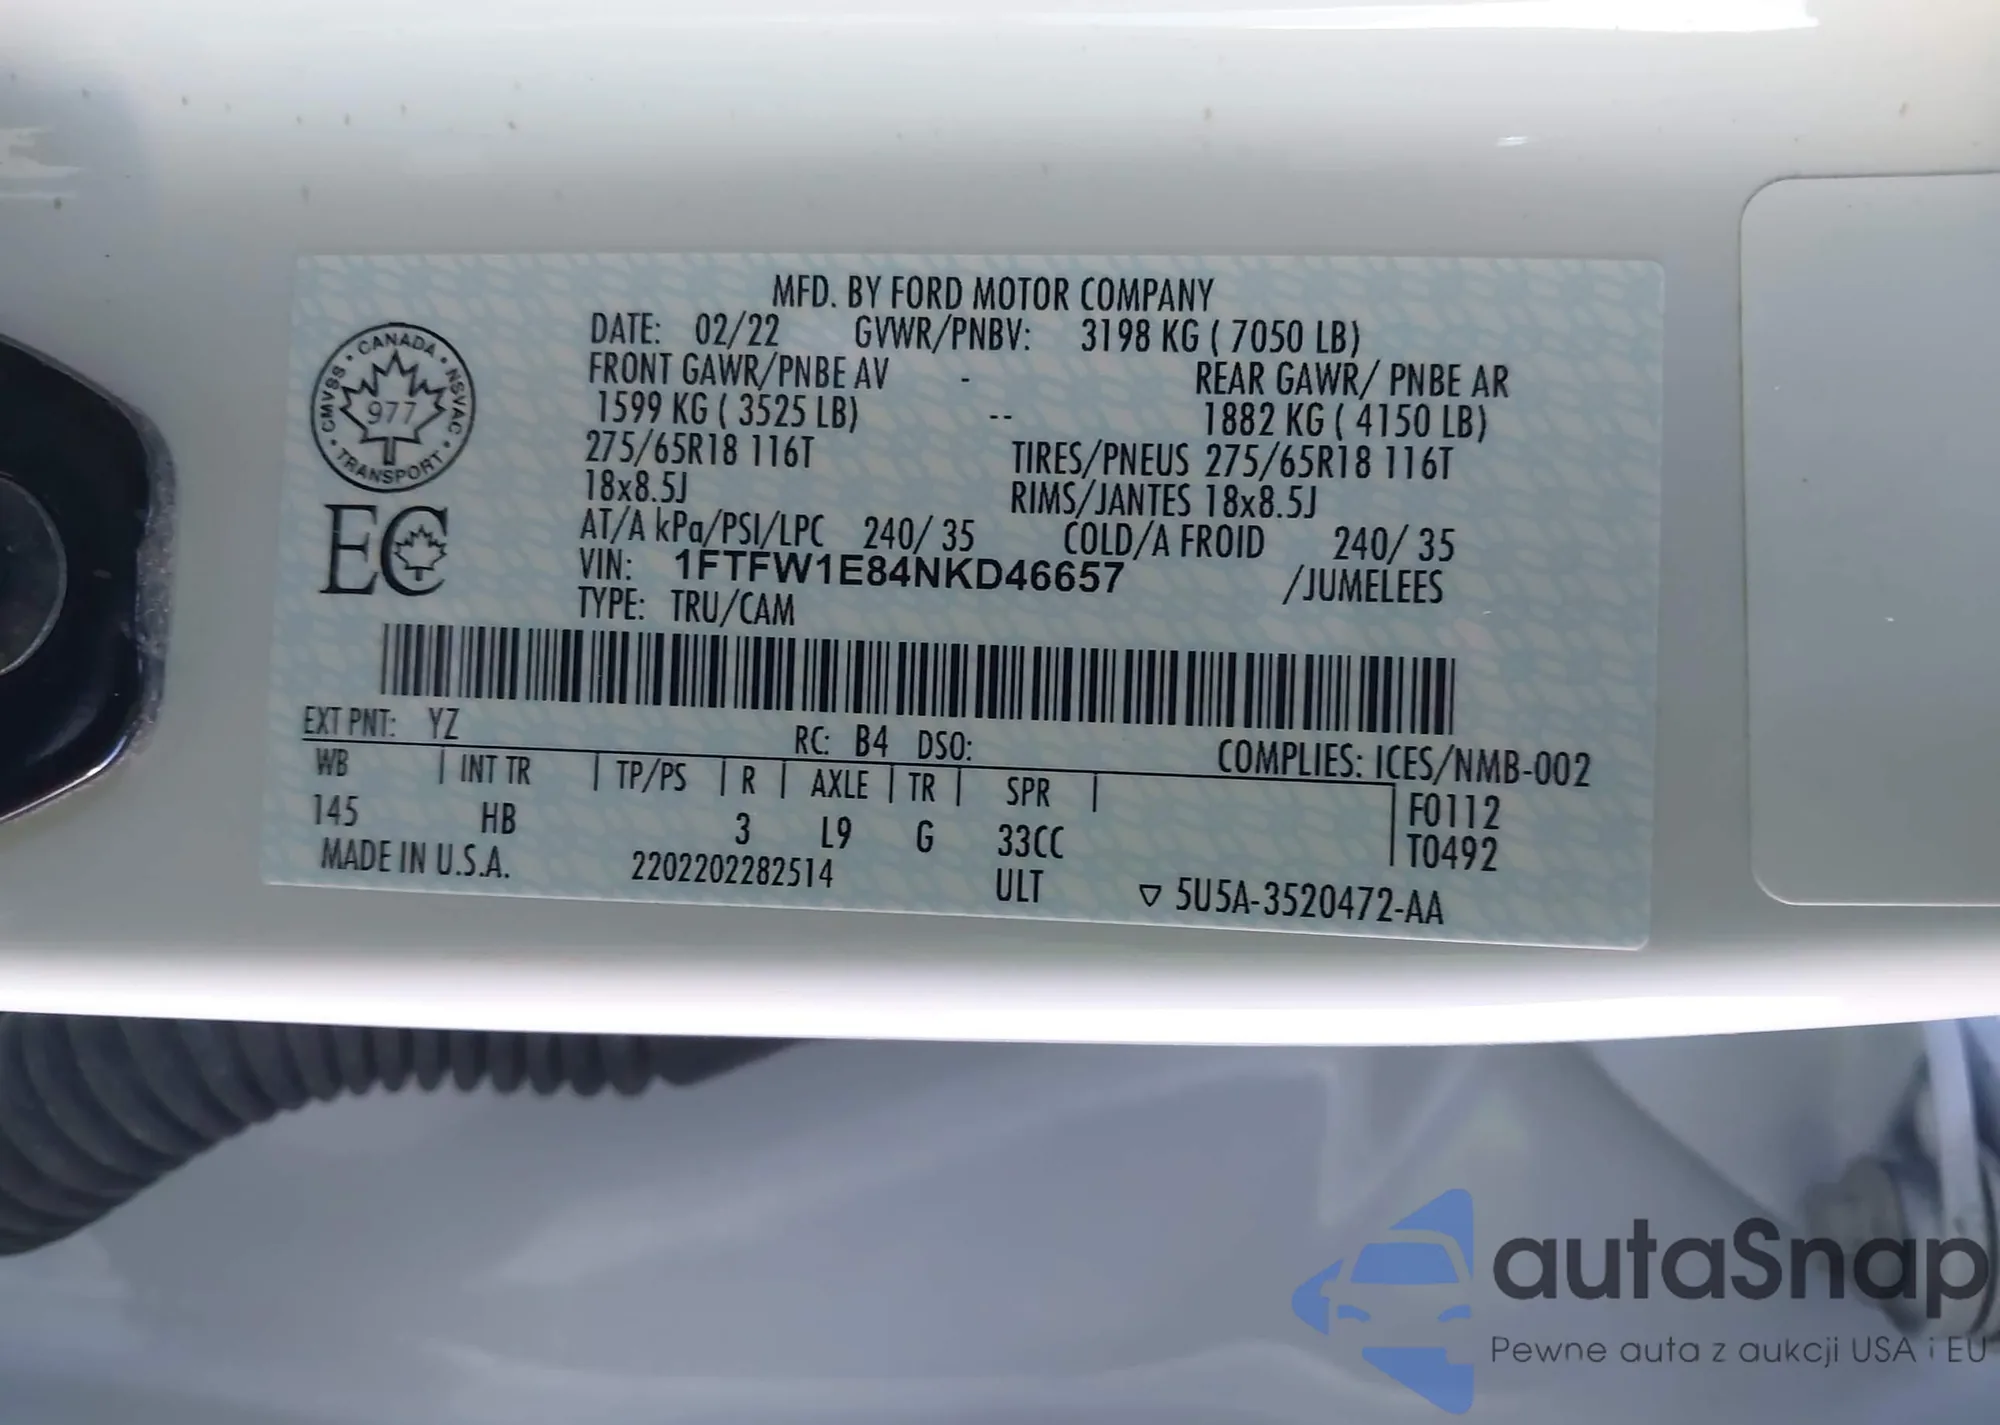 MFD. BY FORD MOTOR COMPANY
DATE: 02/22 GVWR/PNBV: 3198 KG ( 7050 LB)
FRONT GAWR/PNBE AV - REAR GAWR/ PNBE AR
1599 KG ( 3525 LB) -- 1882 KG ( 4150 LB)
275/65R18 116T TIRES/PNEUS 275/65R18 116T
18x8.5J RIMS/JANTES 18x8.5J
AT/A kPa/PSI/LPC 240/ 35 COLD/A FROID 240/ 35
VIN: 1FTFW1E84NKD46657 /JUMELEES
TYPE: TRU/CAM
CMVSS • CANADA • NSVAC • TRANSPORT •
977
EC
EXT PNT: YZ RC: B4 DSO: COMPLIES: ICES/NMB-002
WB | INT TR | TP/PS | R | AXLE | TR | SPR | F0112
145 HB 3 L9 G 33CC T0492
MADE IN U.S.A. 2202202282514 ULT ▽ 5U5A-3520472-AA
autaSnap
Pewne auta z aukcji USA i EU